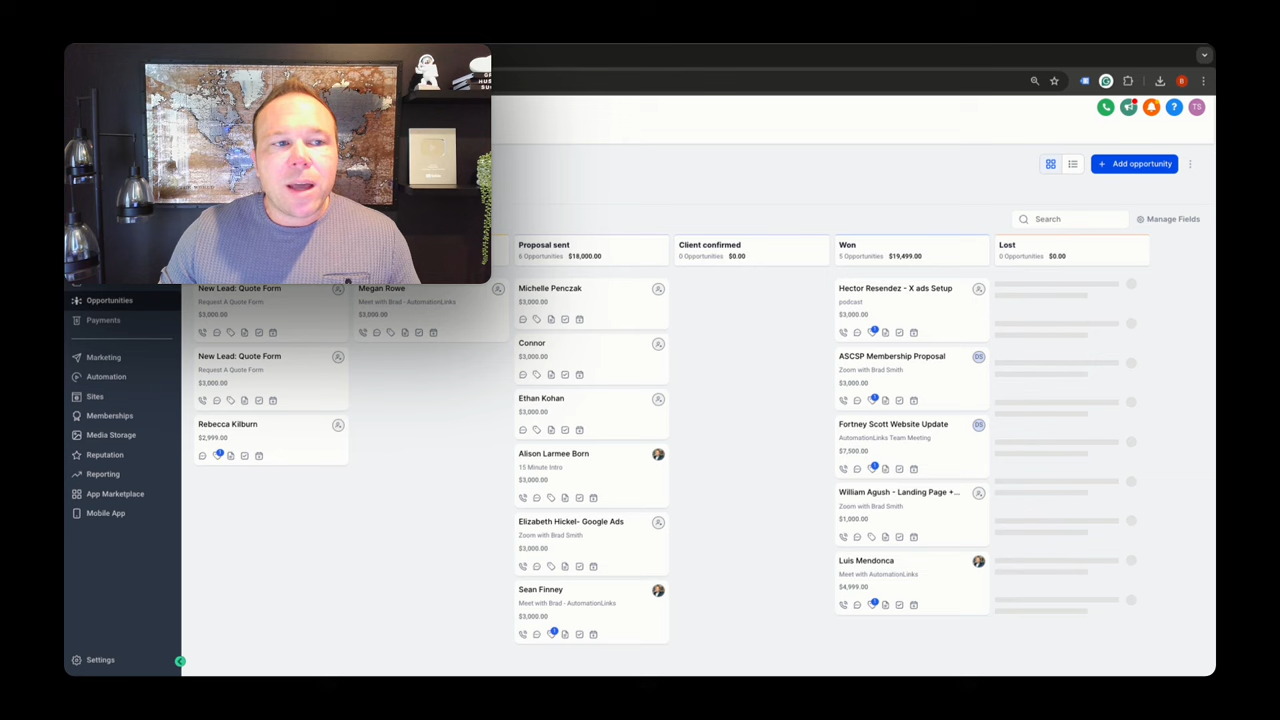 TS
+ Add opportunity
Search
Manage Fields
Proposal sent
6 Opportunities $18,000.00
Client confirmed
0 Opportunities $0.00
Won
5 Opportunities $19,499.00
Lost
0 Opportunities $0.00
Opportunities
Payments
Marketing
Automation
Sites
Memberships
Media Storage
Reputation
Reporting
App Marketplace
Mobile App
Settings
New Lead: Quote Form
Request A Quote Form
$3,000.00
New Lead: Quote Form
Request A Quote Form
$3,000.00
Rebecca Kilburn
$2,999.00
Megan Rowe
Meet with Brad - AutomationLinks
$3,000.00
Michelle Penczak
$3,000.00
Connor
$3,000.00
Ethan Kohan
$3,000.00
Alison Larmee Born
15 Minute Intro
$3,000.00
Elizabeth Hickel- Google Ads
Zoom with Brad Smith
$3,000.00
Sean Finney
Meet with Brad - AutomationLinks
$3,000.00
Hector Resendez - X ads Setup
podcast
$3,000.00
ASCSP Membership Proposal
DS
Zoom with Brad Smith
$3,000.00
Fortney Scott Website Update
DS
AutomationLinks Team Meeting
$7,500.00
William Agush - Landing Page +...
Zoom with Brad Smith
$1,000.00
Luis Mendonca
Meet with AutomationLinks
$4,999.00